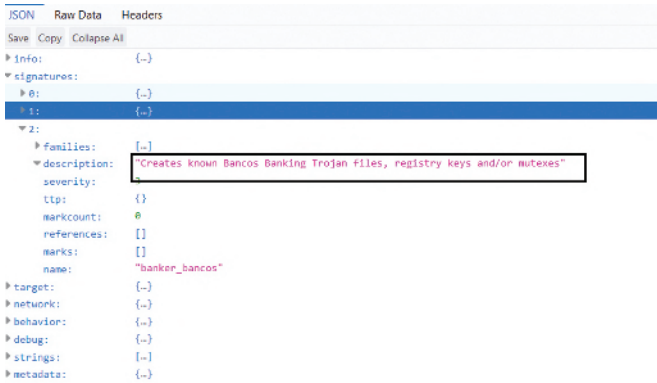 JSON Raw Data Headers
Save Copy Collapse All
info: {…}
signatures:
0: {…}
1: {…}
2:
families: […]
description: "Creates known Bancos Banking Trojan files, registry keys and/or mutexes"
severity:
ttp: {}
markcount: 0
references: []
marks: []
name: "banker_bancos"
target: {…}
network: {…}
behavior: {…}
debug: {…}
strings: […]
metadata: {…}